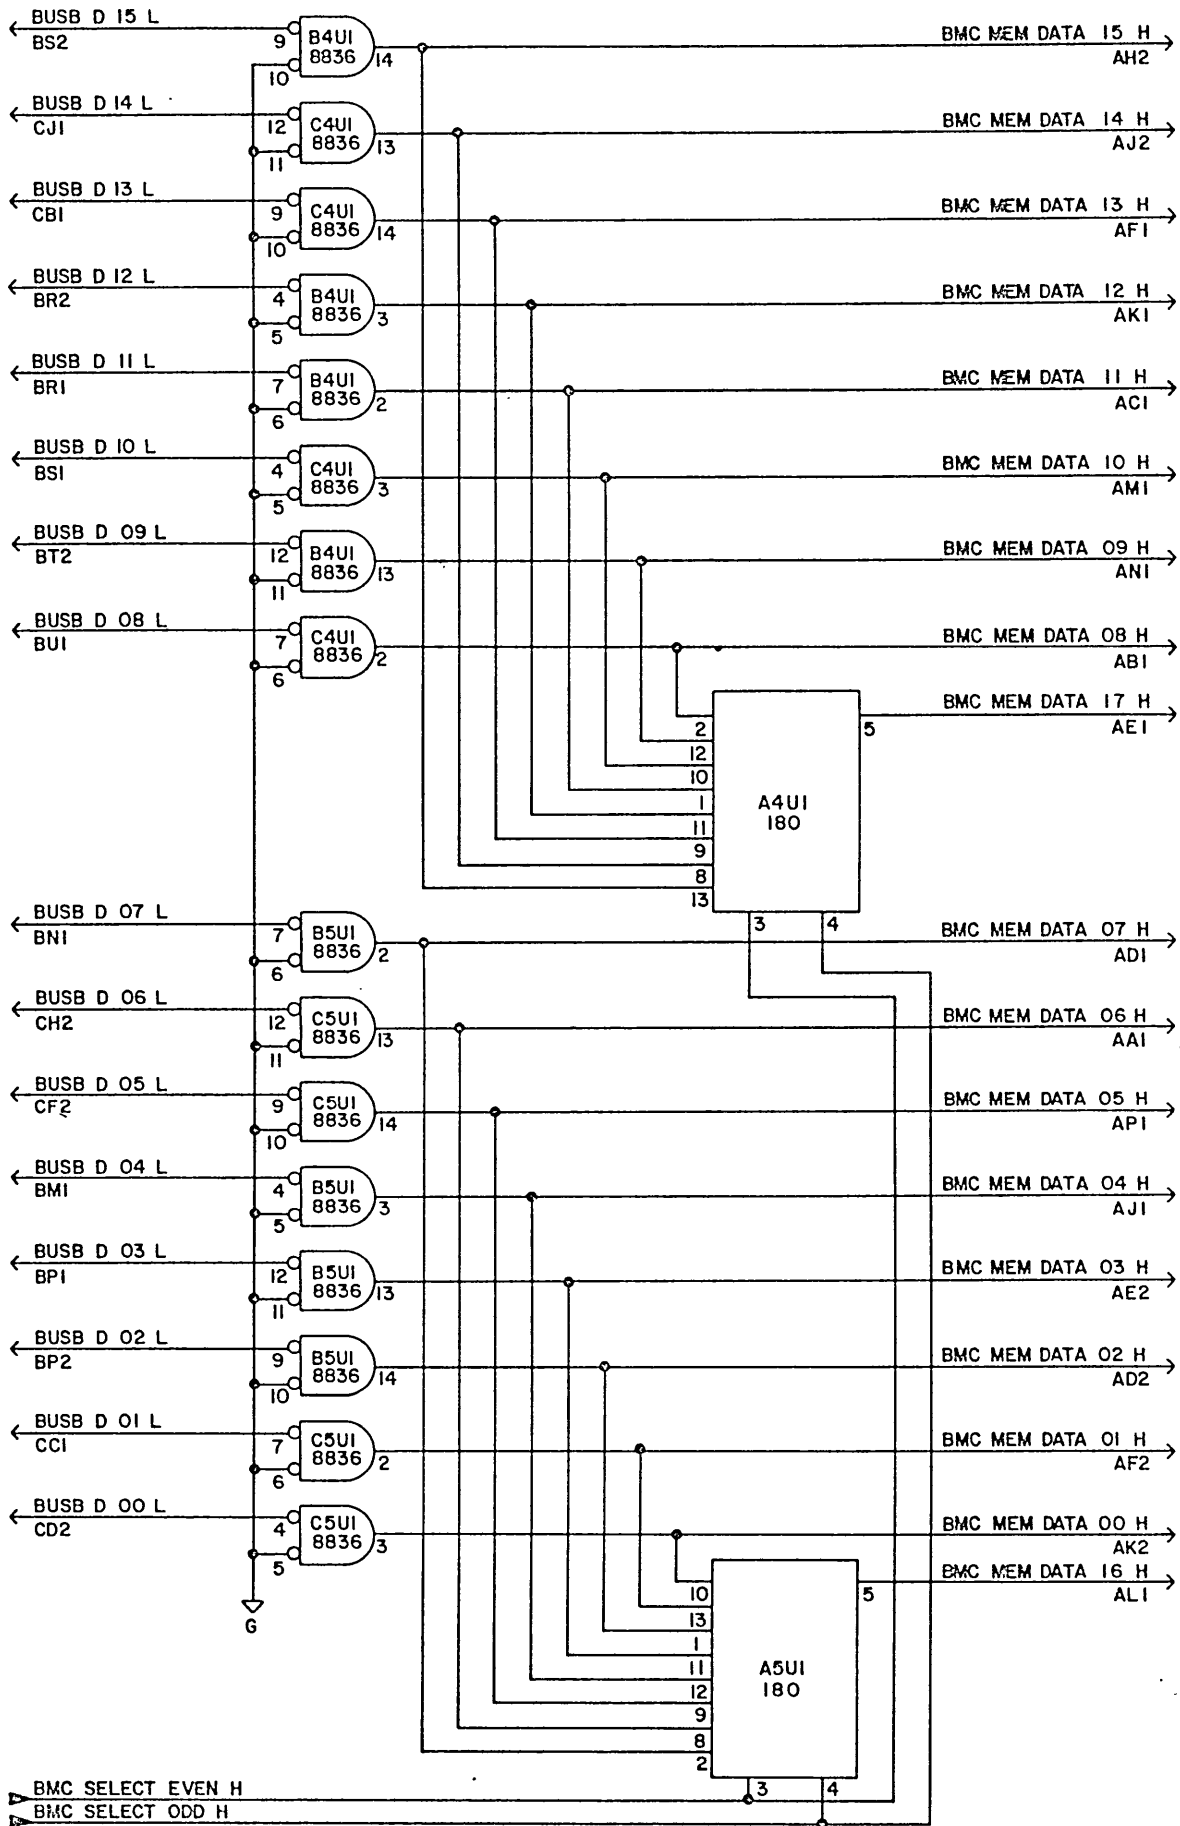 BUSB D 15 L
BS2
9
10
B4U1
8836
14
BMC MEM DATA 15 H
AH2
BUSB D 14 L
CJ1
12
11
C4U1
8836
13
BMC MEM DATA 14 H
AJ2
BUSB D 13 L
CB1
9
10
C4U1
8836
14
BMC MEM DATA 13 H
AF1
BUSB D 12 L
BR2
4
5
B4U1
8836
3
BMC MEM DATA 12 H
AK1
BUSB D 11 L
BR1
7
6
B4U1
8836
2
BMC MEM DATA 11 H
AC1
BUSB D 10 L
BS1
4
5
C4U1
8836
3
BMC MEM DATA 10 H
AM1
BUSB D 09 L
BT2
12
11
B4U1
8836
13
BMC MEM DATA 09 H
AN1
BUSB D 08 L
BU1
7
6
C4U1
8836
2
BMC MEM DATA 08 H
AB1
2
12
10
1
11
9
8
13
A4U1
180
3
4
5
BMC MEM DATA 17 H
AE1
BUSB D 07 L
BN1
7
6
B5U1
8836
2
BMC MEM DATA 07 H
AD1
BUSB D 06 L
CH2
12
11
C5U1
8836
13
BMC MEM DATA 06 H
AA1
BUSB D 05 L
CF2
9
10
C5U1
8836
14
BMC MEM DATA 05 H
AP1
BUSB D 04 L
BM1
4
5
B5U1
8836
3
BMC MEM DATA 04 H
AJ1
BUSB D 03 L
BP1
12
11
B5U1
8836
13
BMC MEM DATA 03 H
AE2
BUSB D 02 L
BP2
9
10
B5U1
8836
14
BMC MEM DATA 02 H
AD2
BUSB D 01 L
CC1
7
6
C5U1
8836
2
BMC MEM DATA 01 H
AF2
BUSB D 00 L
CD2
4
5
C5U1
8836
3
BMC MEM DATA 00 H
AK2
G
10
13
1
11
12
9
8
2
A5U1
180
3
4
5
BMC MEM DATA 16 H
AL1
BMC SELECT EVEN H
BMC SELECT ODD H